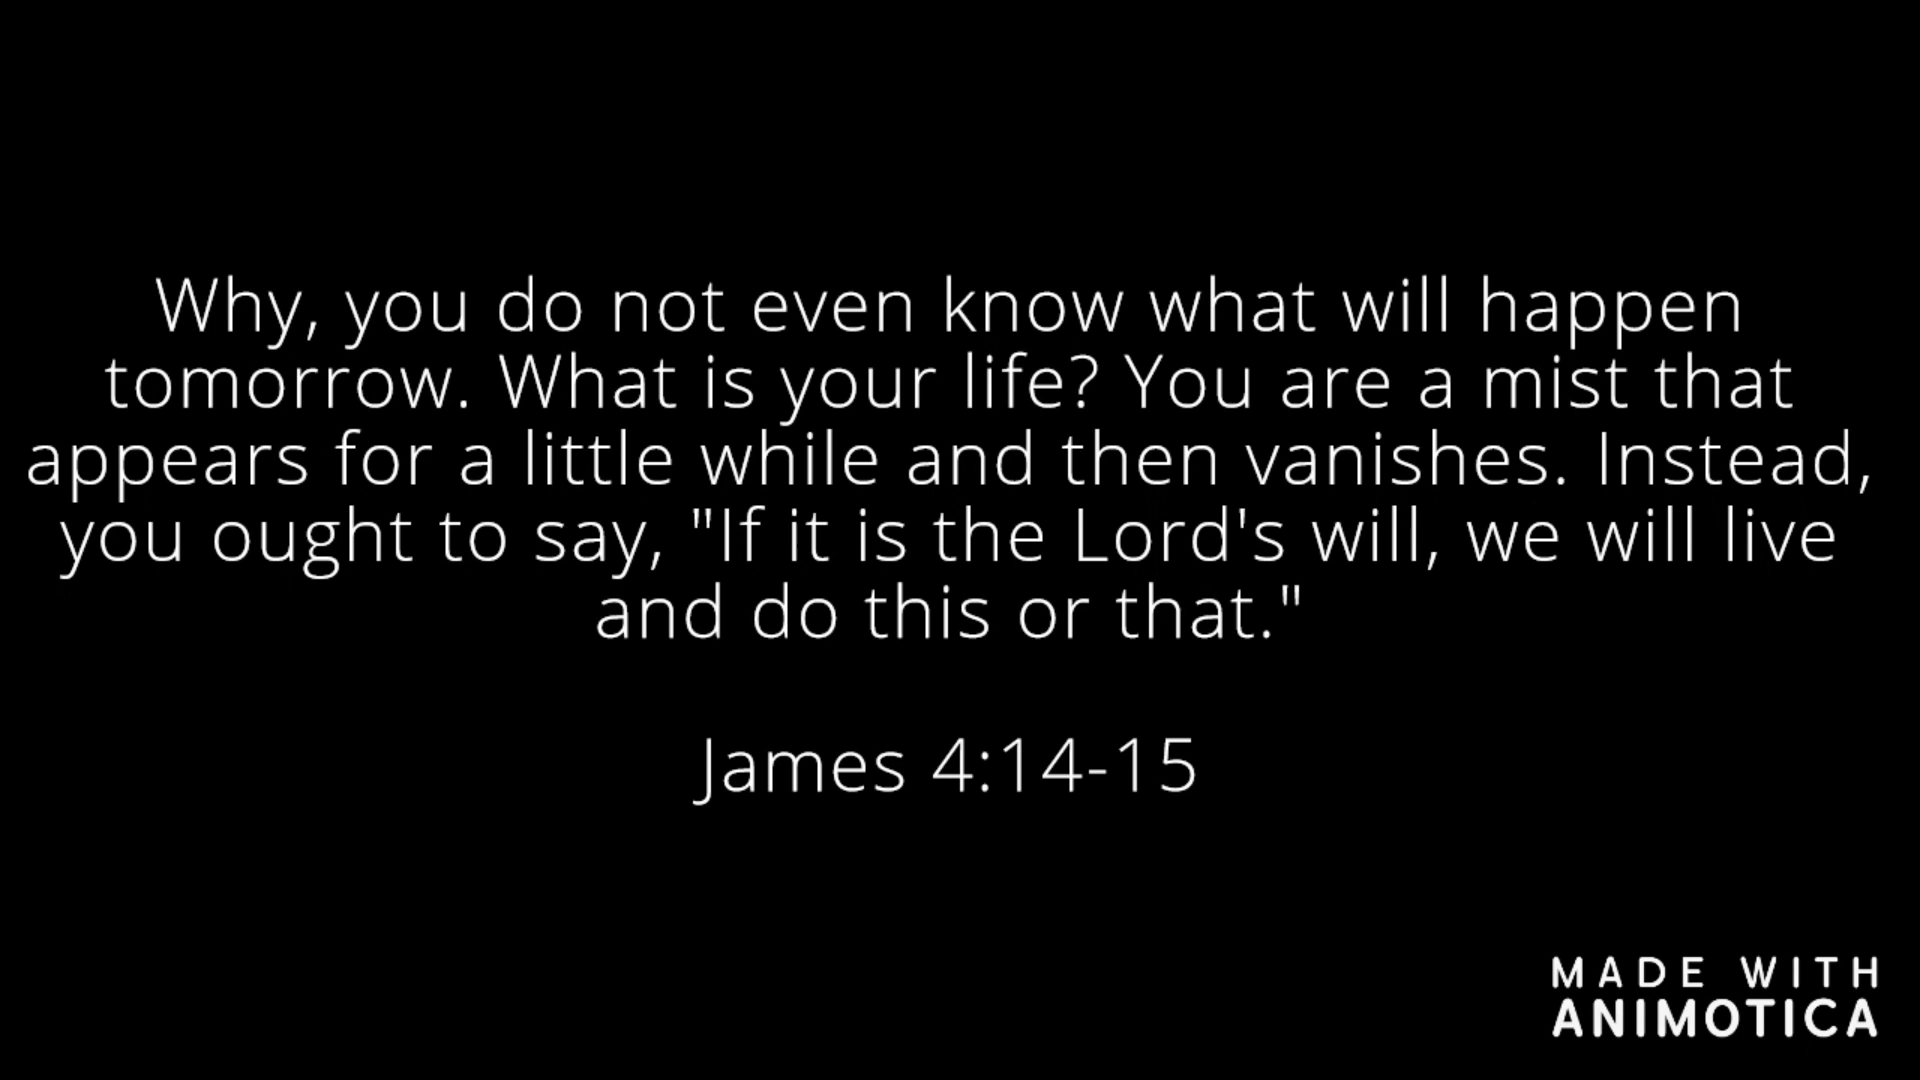 Why, you do not even know what will happen
tomorrow. What is your life? You are a mist that
appears for a little while and then vanishes. Instead,
you ought to say, "If it is the Lord's will, we will live
and do this or that."
James 4:14-15
MADE WITH
ANIMOTICA